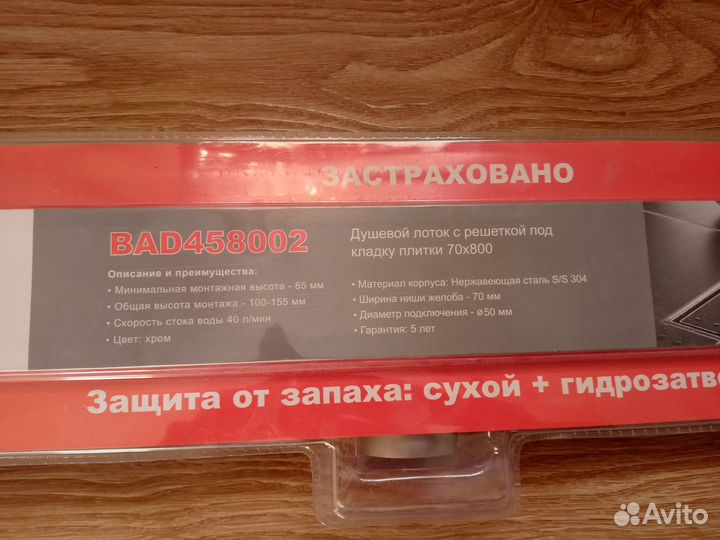 ЗАСТРАХОВАНО
BAD458002
Описание и преимущества:
• Минимальная монтажная высота - 85 мм
• Общая высота монтажа - 100-155 мм
• Скорость стока воды 40 л/мин
• Цвет: хром
Душевой лоток с решеткой под
кладку плитки 70x800
• Материал корпуса: Нержавеющая сталь S/S 304
• Ширина ниши желоба - 70 мм
• Диаметр подключения - ø50 мм
• Гарантия: 5 лет
Защита от запаха: сухой + гидрозатв
Avito